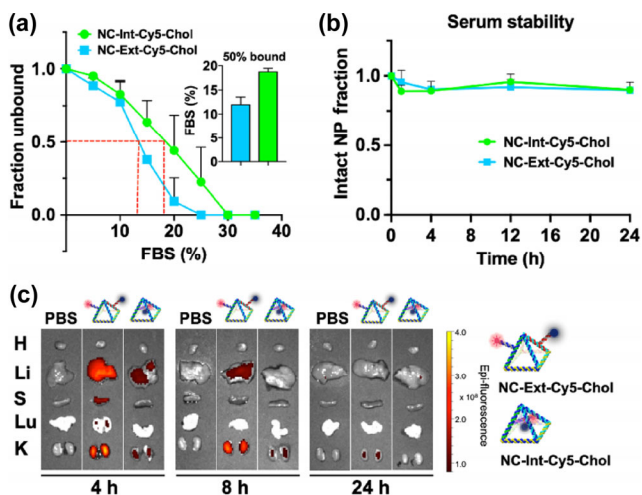 (a)
NC-Int-Cy5-Chol
NC-Ext-Cy5-Chol
Fraction unbound
1.0
0.5
0.0
10
20
30
40
FBS (%)
50% bound
FBS (%)
20
15
10
5
0
(b)
Serum stability
Intact NP fraction
1.0
0.5
0.0
NC-Int-Cy5-Chol
NC-Ext-Cy5-Chol
0
4
8
12
16
20
24
Time (h)
(c)
PBS
PBS
PBS
H
Li
S
Lu
K
4 h
8 h
24 h
4.0
3.0
2.0
1.0
x 10⁸
Epi-fluorescence
NC-Ext-Cy5-Chol
NC-Int-Cy5-Chol